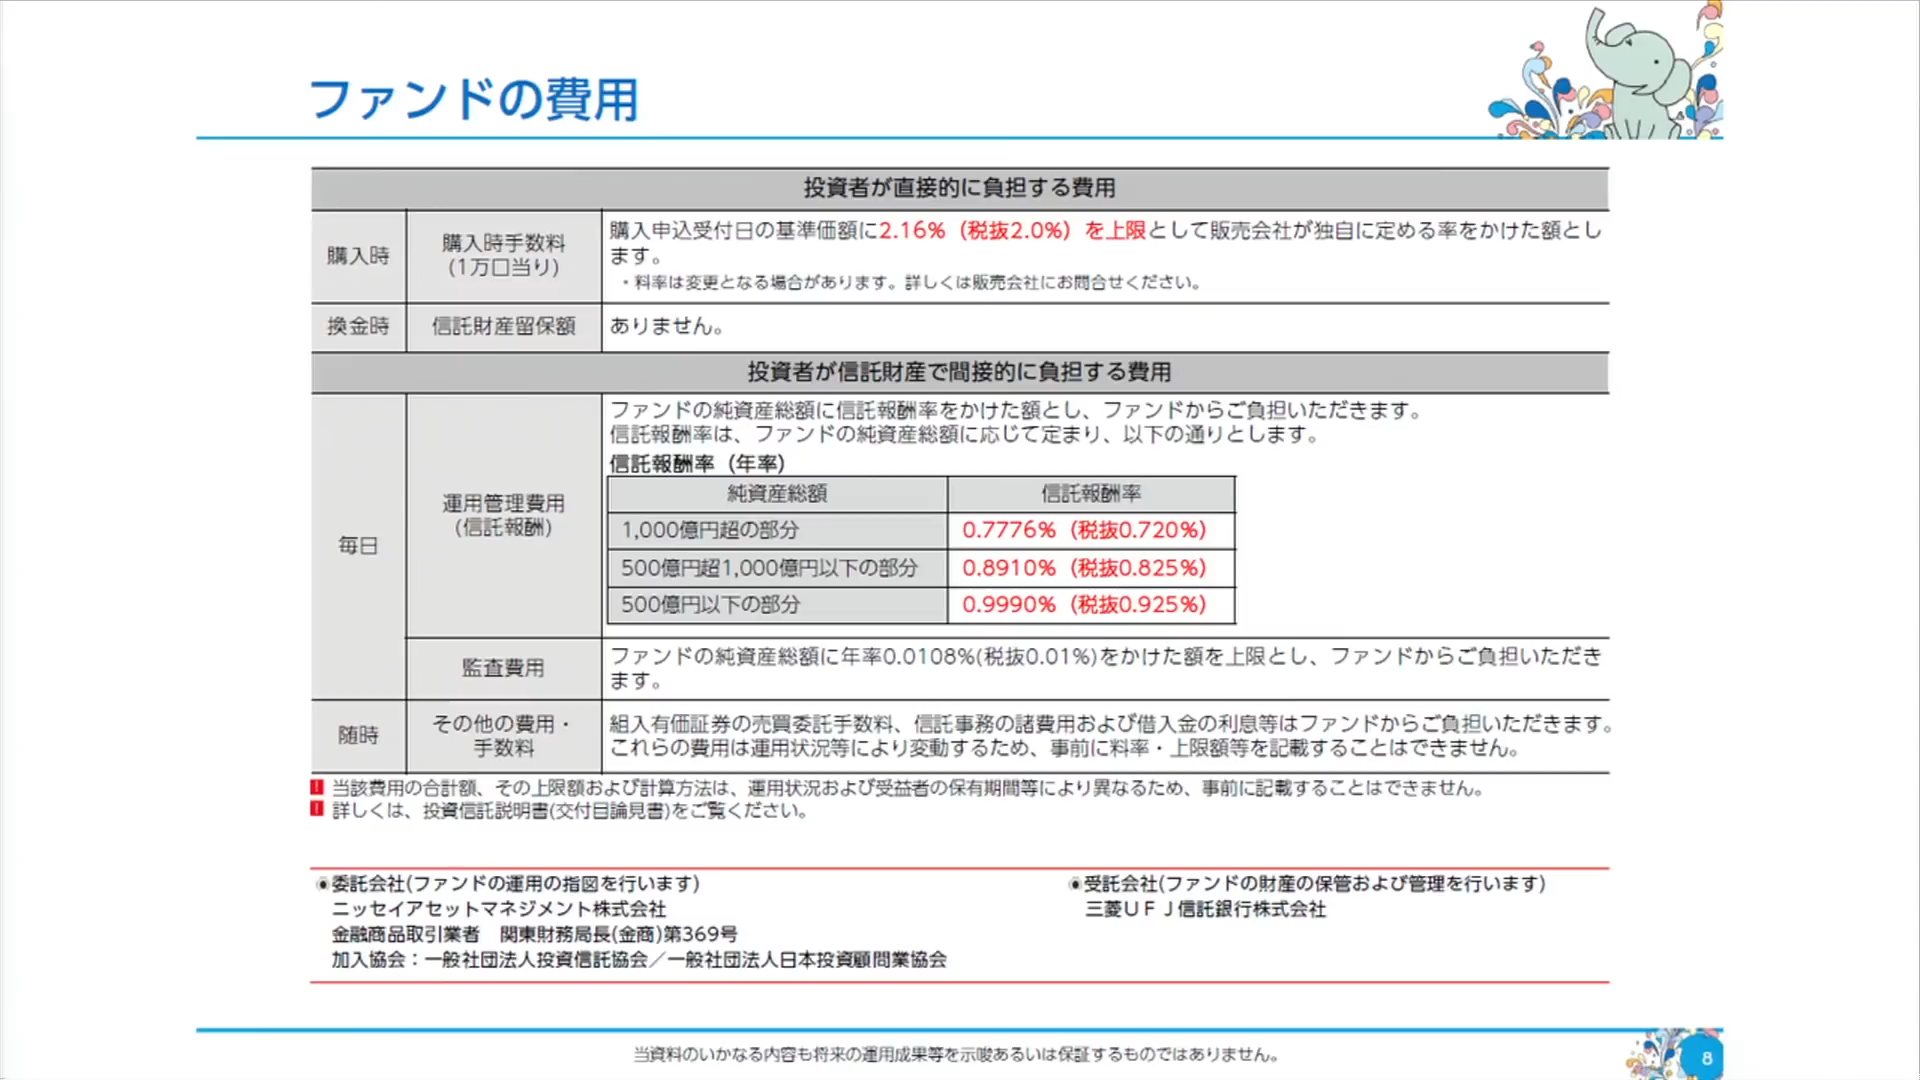 ファンドの費用
投資者が直接的に負担する費用
購入時
購入時手数料
(1万口当り)
購入申込受付日の基準価額に2.16%（税抜2.0%）を上限として販売会社が独自に定める率をかけた額とし
ます。
・料率は変更となる場合があります。詳しくは販売会社にお問合せください。
換金時
信託財産留保額
ありません。
投資者が信託財産で間接的に負担する費用
毎日
運用管理費用
(信託報酬)
ファンドの純資産総額に信託報酬率をかけた額とし、ファンドからご負担いただきます。
信託報酬率は、ファンドの純資産総額に応じて定まり、以下の通りとします。
信託報酬率（年率）
純資産総額 信託報酬率
1,000億円超の部分 0.7776%（税抜0.720%）
500億円超1,000億円以下の部分 0.8910%（税抜0.825%）
500億円以下の部分 0.9990%（税抜0.925%）
監査費用
ファンドの純資産総額に年率0.0108%(税抜0.01%)をかけた額を上限とし、ファンドからご負担いただき
ます。
随時
その他の費用・
手数料
組入有価証券の売買委託手数料、信託事務の諸費用および借入金の利息等はファンドからご負担いただきます。
これらの費用は運用状況等により変動するため、事前に料率・上限額等を記載することはできません。
! 当該費用の合計額、その上限額および計算方法は、運用状況および受益者の保有期間等により異なるため、事前に記載することはできません。
! 詳しくは、投資信託説明書(交付目論見書)をご覧ください。
◉委託会社(ファンドの運用の指図を行います)
ニッセイアセットマネジメント株式会社
金融商品取引業者　関東財務局長(金商)第369号
加入協会：一般社団法人投資信託協会／一般社団法人日本投資顧問業協会
◉受託会社(ファンドの財産の保管および管理を行います)
三菱ＵＦＪ信託銀行株式会社
当資料のいかなる内容も将来の運用成果等を示唆あるいは保証するものではありません。
8